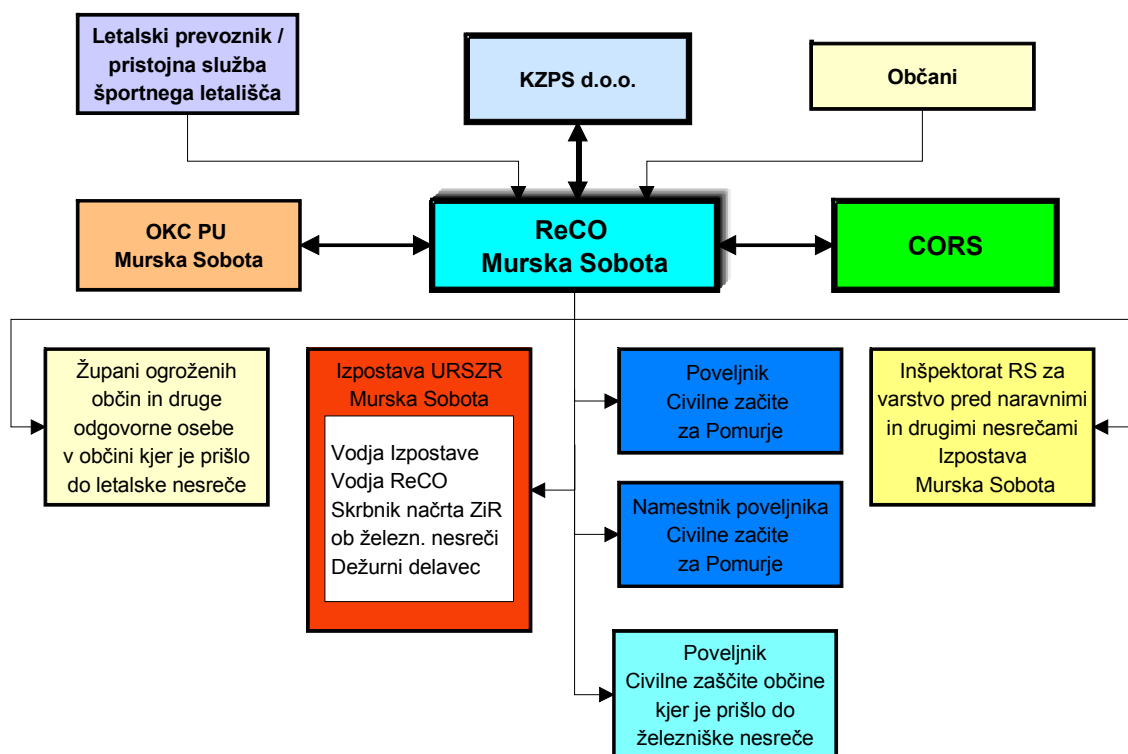 Letalski prevoznik /
pristojna služba
športnega letališča
KZPS d.o.o.
Občani
OKC PU
Murska Sobota
ReCO
Murska Sobota
CORS
Županі ogroženih
občin in druge
odgovorne osebe
v občini kjer je prišlo
do letalske nesreče
Izpostava URSZR
Murska Sobota
Vodja Izpostave
Vodja ReCO
Skrbnik načrta ZiR
ob železn. nesreči
Dežurni delavec
Poveljnik
Civilne začite
za Pomurje
Namestnik poveljnika
Civilne začite
za Pomurje
Poveljnik
Civilne zaščite občine
kjer je prišlo do
železniške nesreče
Inšpektorat RS za
varstvo pred naravnimi
in drugimi nesrečami
Izpostava
Murska Sobota